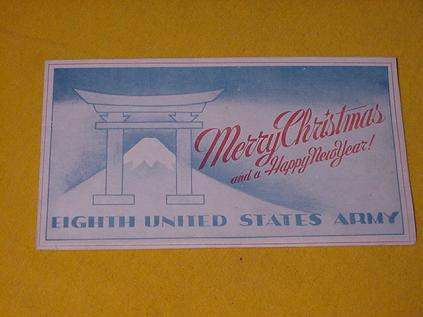 Merry Christmas
and a Happy New Year!
EIGHTH UNITED STATES ARMY